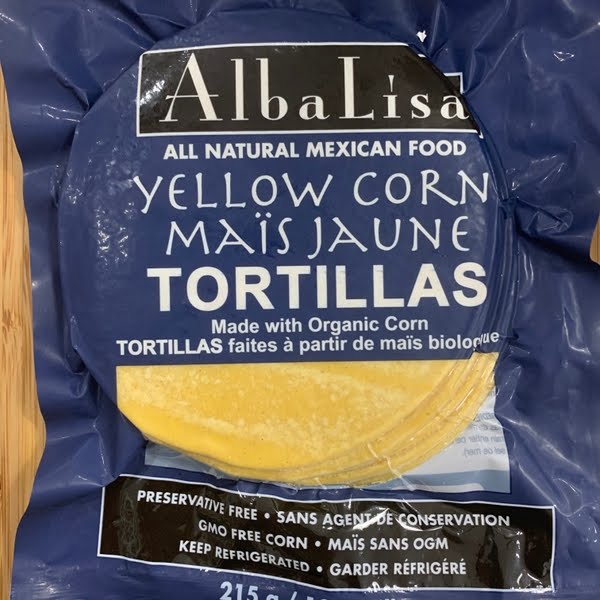 AlbaLisa
ALL NATURAL MEXICAN FOOD
YELLOW CORN
MAÏS JAUNE
TORTILLAS
Made with Organic Corn
TORTILLAS faites à partir de maïs biologique
PRESERVATIVE FREE • SANS AGENT DE CONSERVATION
GMO FREE CORN • MAÏS SANS OGM
KEEP REFRIGERATED • GARDER RÉFRIGÉRÉ
215 g /